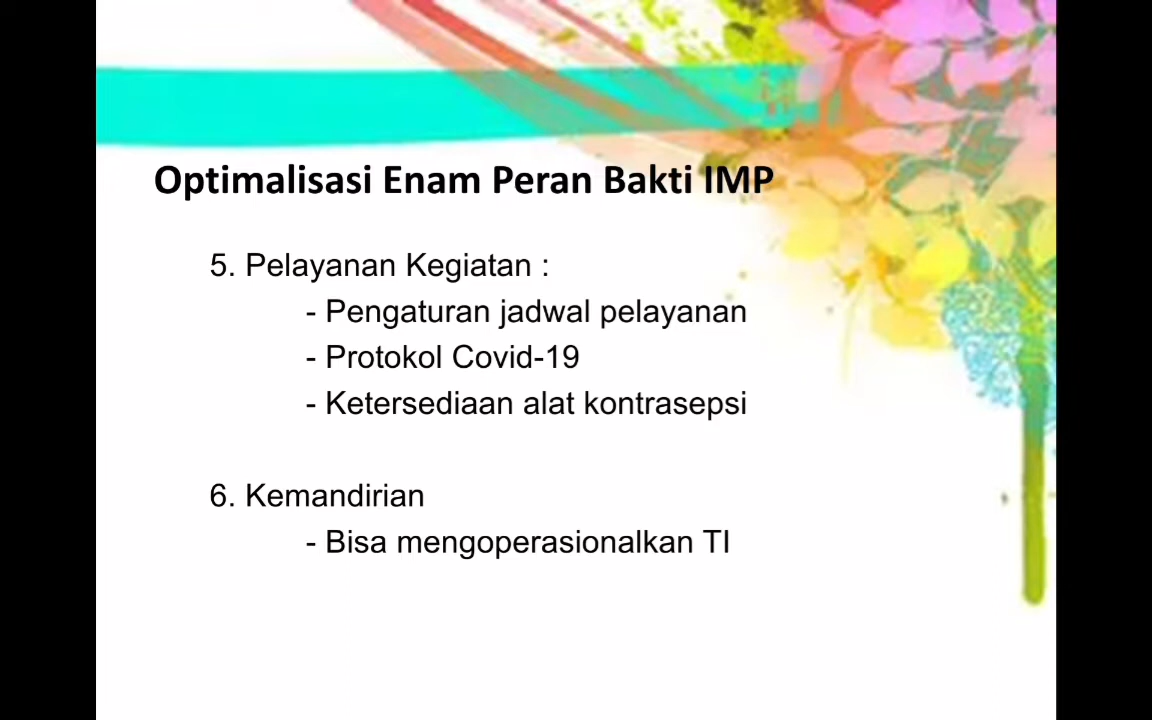 Optimalisasi Enam Peran Bakti IMP
5. Pelayanan Kegiatan :
- Pengaturan jadwal pelayanan
- Protokol Covid-19
- Ketersediaan alat kontrasepsi
6. Kemandirian
- Bisa mengoperasionalkan TI